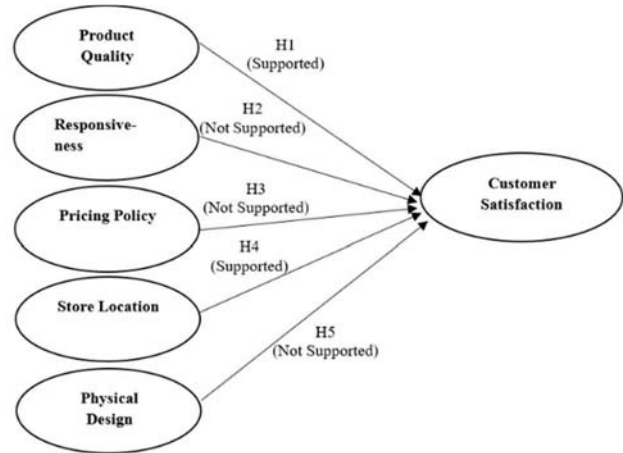 Product
Quality
H1
(Supported)
Responsive-
ness
H2
(Not Supported)
Pricing Policy
H3
(Not Supported)
Customer
Satisfaction
Store Location
H4
(Supported)
Physical
Design
H5
(Not Supported)